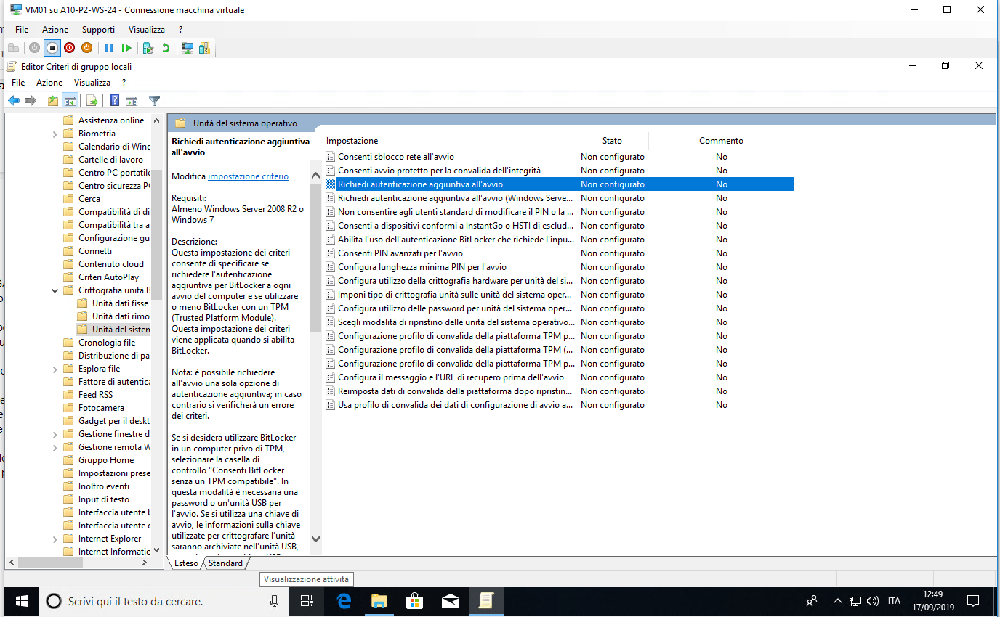 VM01 su A10-P2-WS-24 - Connessione macchina virtuale
File Azione Supporti Visualizza ?
Editor Criteri di gruppo locali
File Azione Visualizza ?
Assistenza online
Biometria
Calendario di Wind
Cartelle di lavoro
Centro PC portatile
Centro sicurezza PC
Cerca
Compatibilità di di
Compatibilità tra a
Configurazione gu
Connetti
Contenuto cloud
Criteri AutoPlay
Crittografia unità B
Unità dati fisse
Unità dati rimo
Unità del sistem
Cronologia file
Distribuzione di pa
Esplora file
Fattore di autentica
Feed RSS
Fotocamera
Gadget per il deskt
Gestione finestre d
Gestione remota W
Gruppo Home
Impostazioni prese
Inoltro eventi
Input di testo
Interfaccia utente b
Interfaccia utente d
Internet Explorer
Internet Informatio
Unità del sistema operativo
Richiedi autenticazione aggiuntiva
all'avvio
Modifica impostazione criterio
Requisiti:
Almeno Windows Server 2008 R2 o
Windows 7
Descrizione:
Questa impostazione dei criteri
consente di specificare se
richiedere l'autenticazione
aggiuntiva per BitLocker a ogni
avvio del computer e se utilizzare
o meno BitLocker con un TPM
(Trusted Platform Module).
Questa impostazione dei criteri
viene applicata quando si abilita
BitLocker.
Nota: è possibile richiedere
all'avvio una sola opzione di
autenticazione aggiuntiva; in caso
contrario si verificherà un errore
dei criteri.
Se si desidera utilizzare BitLocker
in un computer privo di TPM,
selezionare la casella di
controllo "Consenti BitLocker
senza un TPM compatibile". In
questa modalità è necessaria una
password o un'unità USB per
l'avvio. Se si utilizza una chiave di
avvio, le informazioni sulla chiave
utilizzate per crittografare l'unità
saranno archiviate nell'unità USB,
Impostazione Stato Commento
Consenti sblocco rete all'avvio Non configurato No
Consenti avvio protetto per la convalida dell'integrità Non configurato No
Richiedi autenticazione aggiuntiva all'avvio Non configurato No
Richiedi autenticazione aggiuntiva all'avvio (Windows Serve... Non configurato No
Non consentire agli utenti standard di modificare il PIN o la ... Non configurato No
Consenti a dispositivi conformi a InstantGo o HSTI di esclud... Non configurato No
Abilita l'uso dell'autenticazione BitLocker che richiede l'inpu... Non configurato No
Consenti PIN avanzati per l'avvio Non configurato No
Configura lunghezza minima PIN per l'avvio Non configurato No
Configura utilizzo della crittografia hardware per unità del si... Non configurato No
Imponi tipo di crittografia unità sulle unità del sistema oper... Non configurato No
Configura utilizzo delle password per unità del sistema oper... Non configurato No
Scegli modalità di ripristino delle unità del sistema operativo... Non configurato No
Configurazione profilo di convalida della piattaforma TPM p... Non configurato No
Configurazione profilo di convalida della piattaforma TPM (... Non configurato No
Configurazione profilo di convalida della piattaforma TPM p... Non configurato No
Configura il messaggio e l'URL di recupero prima dell'avvio Non configurato No
Reimposta dati di convalida della piattaforma dopo ripristin... Non configurato No
Usa profilo di convalida dei dati di configurazione di avvio a... Non configurato No
Esteso Standard
Visualizzazione attività
Scrivi qui il testo da cercare.
ITA
12:49
17/09/2019